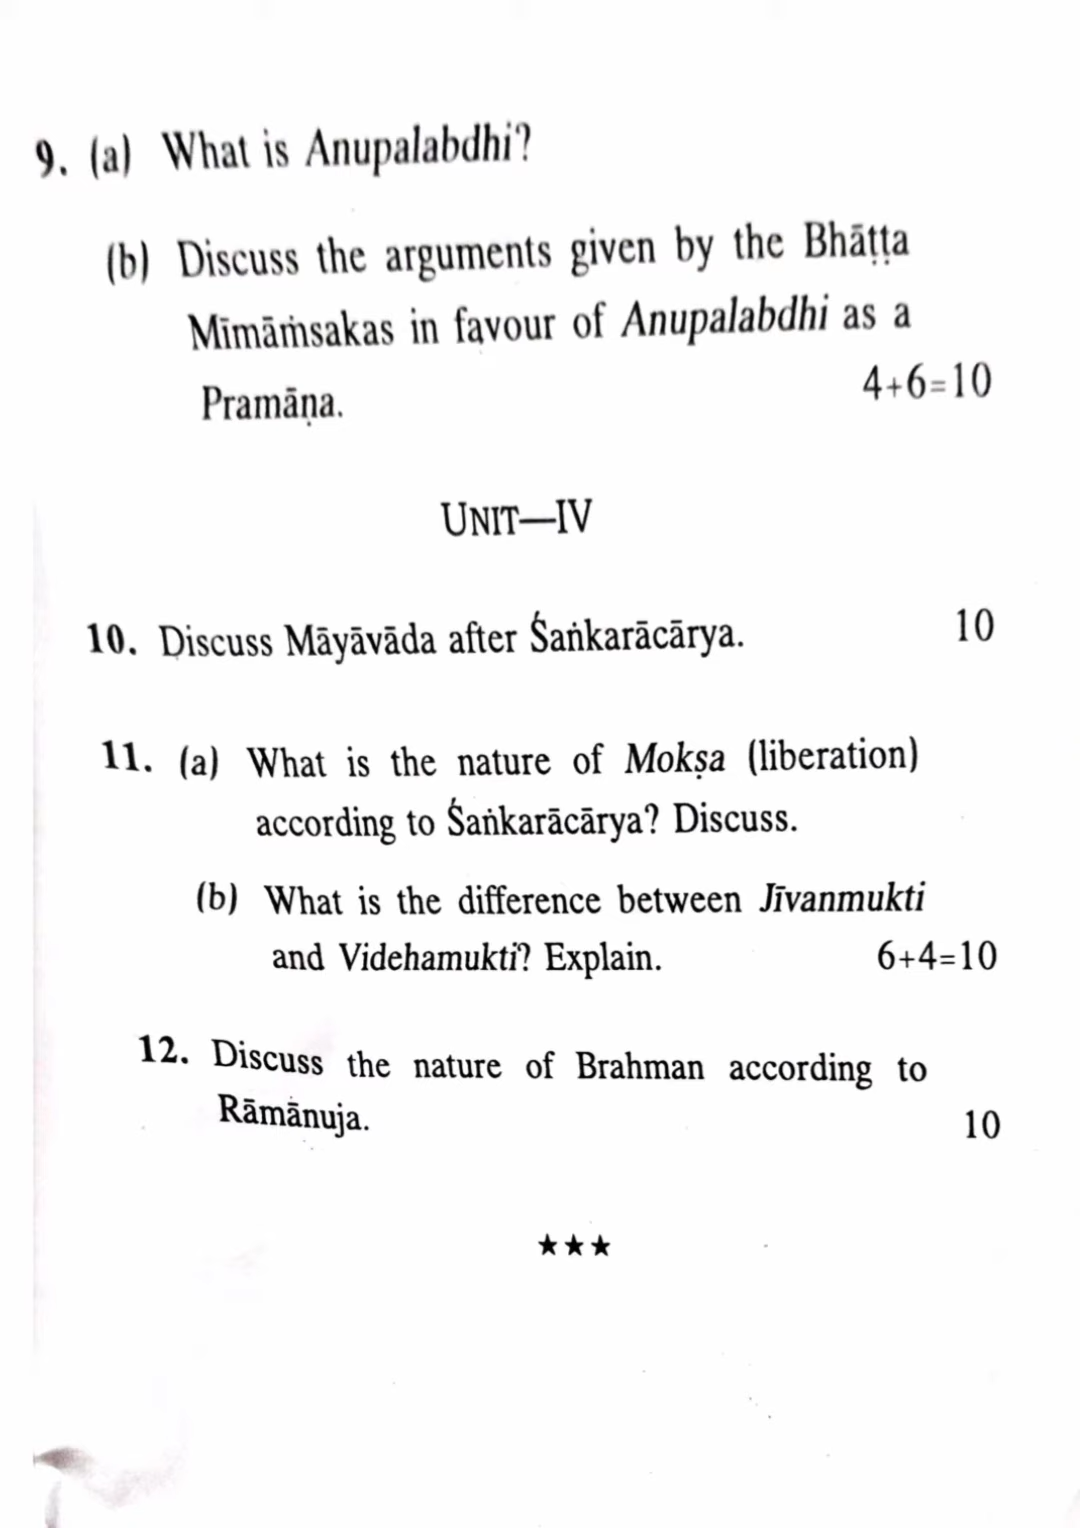 9. (a) What is Anupalabdhi?
(b) Discuss the arguments given by the Bhāṭṭa
Mīmāṁsakas in favour of Anupalabdhi as a
Pramāṇa. 4+6=10
UNIT—IV
10. Discuss Māyāvāda after Śaṅkarācārya. 10
11. (a) What is the nature of Mokṣa (liberation)
according to Śaṅkarācārya? Discuss.
(b) What is the difference between Jīvanmukti
and Videhamukti? Explain. 6+4=10
12. Discuss the nature of Brahman according to
Rāmānuja. 10
★★★